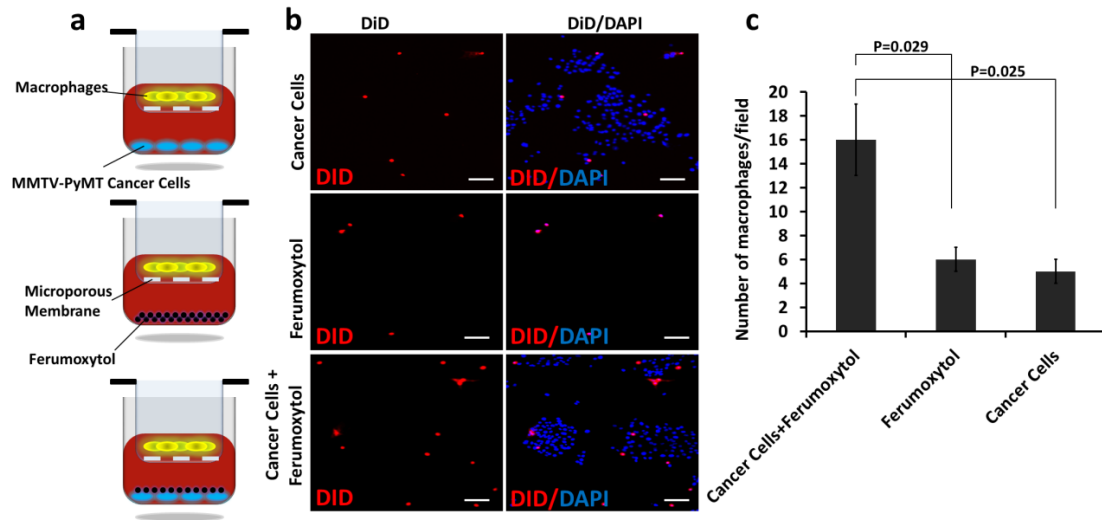 a
Macrophages
MMTV-PyMT Cancer Cells
Microporous
Membrane
Ferumoxytol
b
DiD
DiD/DAPI
Cancer Cells
DID
DID/DAPI
Ferumoxytol
DID
DID/DAPI
Cancer Cells +
Ferumoxytol
DID
DID/DAPI
c
P=0.029
P=0.025
Number of macrophages/field
20
18
16
14
12
10
8
6
4
2
0
Cancer Cells+Ferumoxytol
Ferumoxytol
Cancer Cells